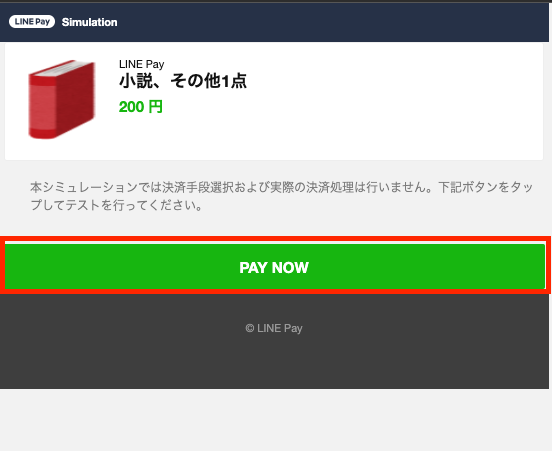 LINE Pay Simulation
LINE Pay
小説、その他1点
200 円
本シミュレーションでは決済手段選択および実際の決済処理は行いません。下記ボタンをタッ
プしてテストを行ってください。
PAY NOW
© LINE Pay